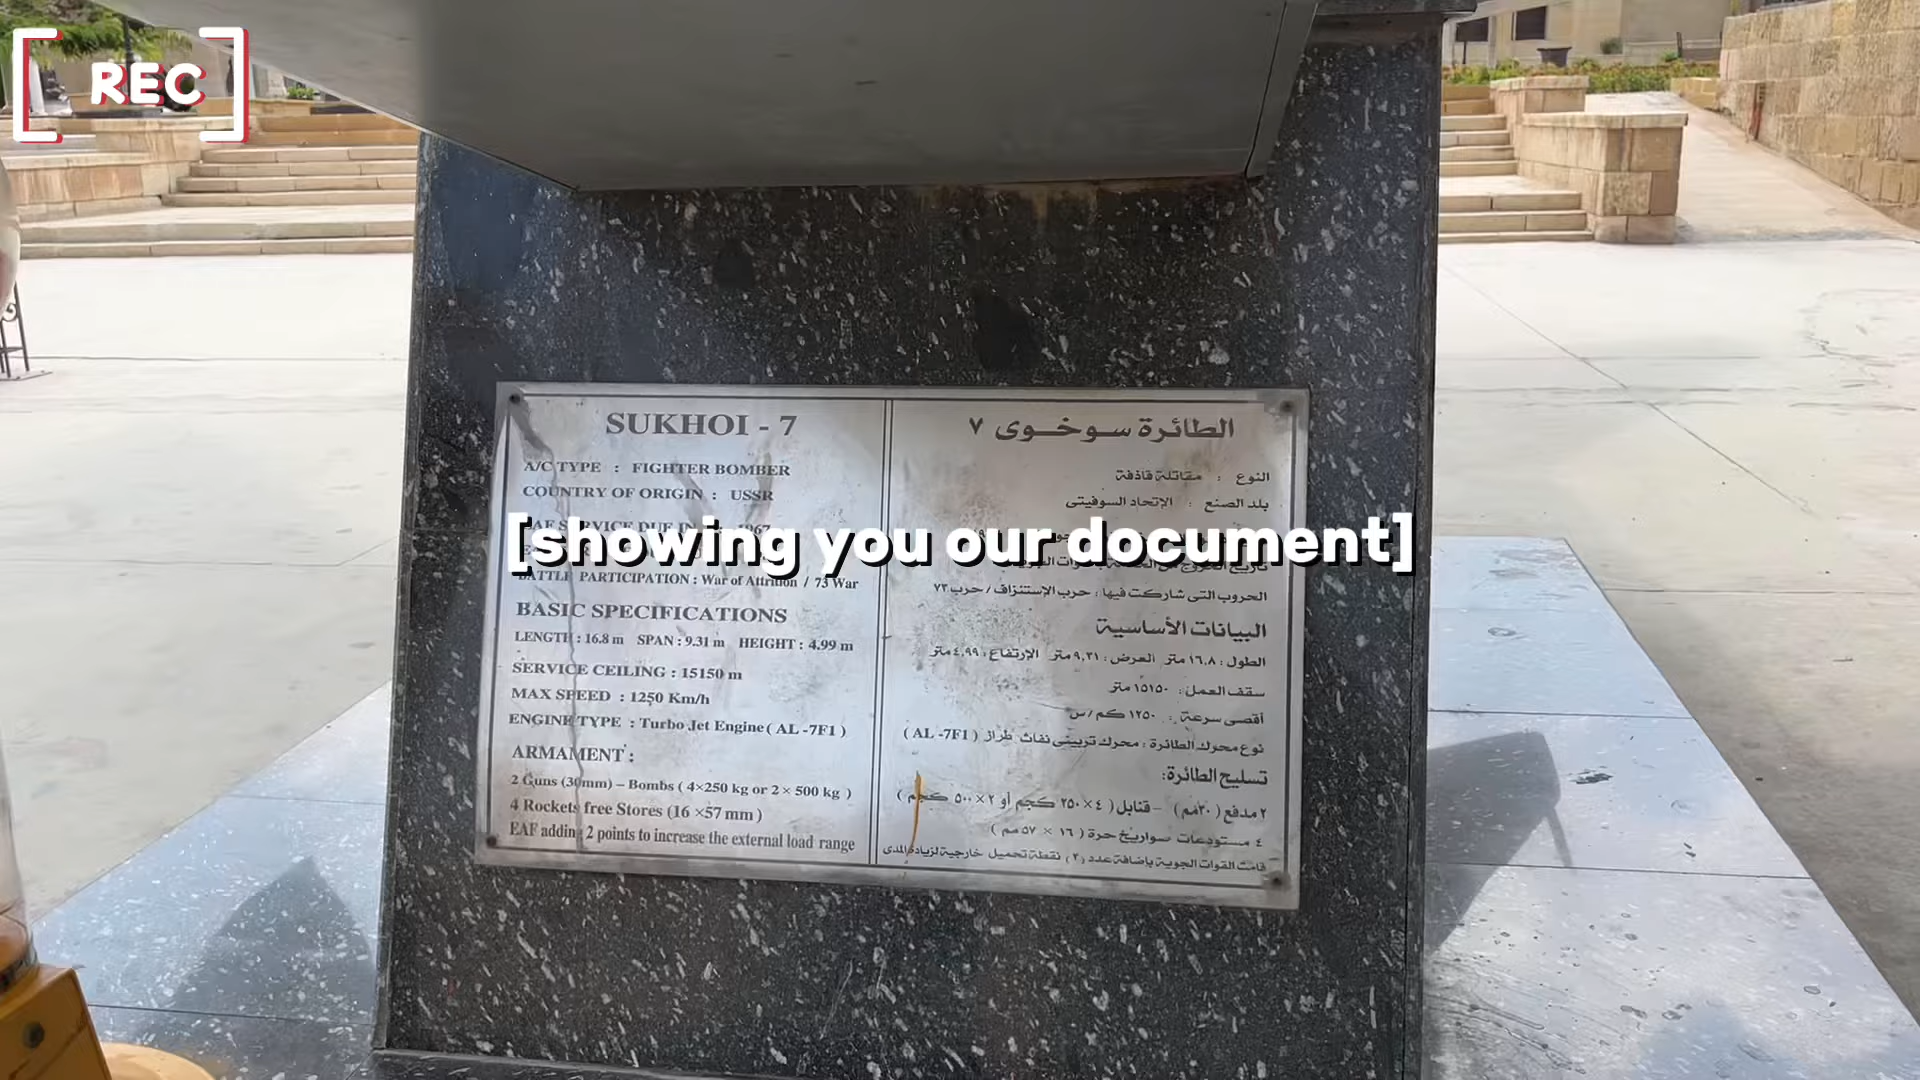 [REC]
SUKHOI - 7
A/C TYPE : FIGHTER BOMBER
COUNTRY OF ORIGIN : USSR
[showing you our document]
BATTLE PARTICIPATION : War of Attrition / 73 War
BASIC SPECIFICATIONS
LENGTH : 16.8 m SPAN : 9.31 m HEIGHT : 4.99 m
SERVICE CEILING : 15150 m
MAX SPEED : 1250 Km/h
ENGINE TYPE : Turbo Jet Engine ( AL -7F1 )
ARMAMENT :
2 Guns (30mm) – Bombs ( 4×250 kg or 2 × 500 kg )
4 Rockets free Stores (16 ×57 mm )
EAF adding 2 points to increase the external load range
الطائرة سوخوى ٧
النوع : مقاتلة قاذفة
بلد الصنع : الإتحاد السوفيتى
الحروب التى شاركت فيها : حرب الإستنزاف / حرب ٧٣
البيانات الأساسية
الطول : ١٦.٨ متر العرض : ٩,٣١ متر الإرتفاع : ٤,٩٩ متر
سقف العمل : ١٥١٥٠ متر
أقصى سرعة : ١٢٥٠ كم / س
نوع محرك الطائرة : محرك تربينى نفاث طراز ( AL -7F1 )
تسليح الطائرة:
٢ مدفع ( ٣٠مم ) – قنابل ( ٤ × ٢٥٠ كجم أو ٢ × ٥٠٠ كجم )
٤ مستودعات صواريخ حرة ( ١٦ × ٥٧ مم )
قامت القوات الجوية بإضافة عدد (٢) نقطة تحميل خارجية لزيادة المدى